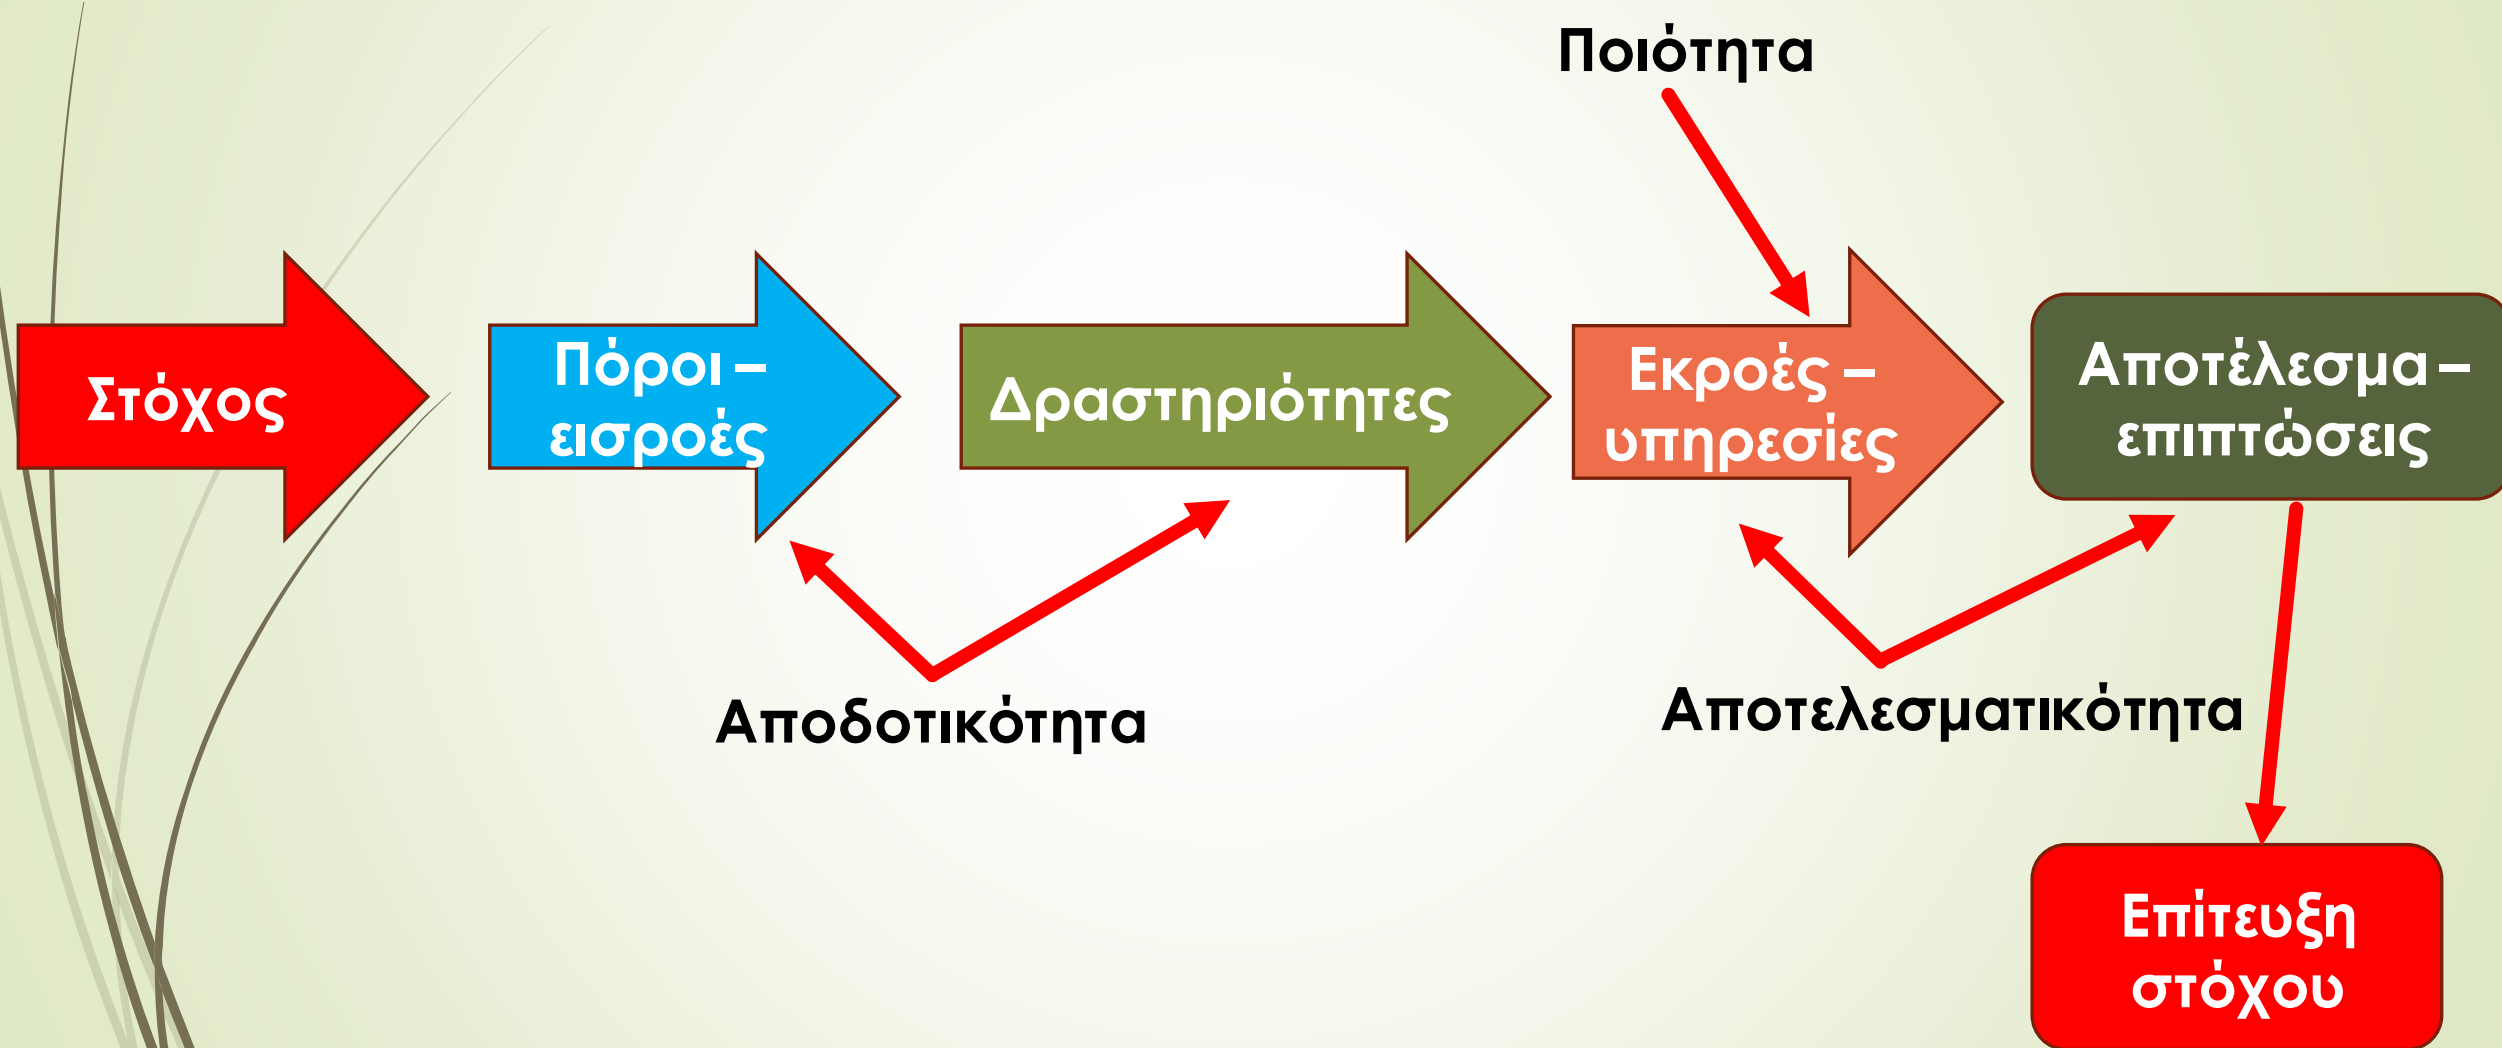 Ποιότητα
Στόχος
Πόροι –
εισροές
Δραστηριότητες
Εκροές –
υπηρεσίες
Αποτέλεσμα –
επιπτώσεις
Αποδοτικότητα
Αποτελεσματικότητα
Επίτευξη
στόχου